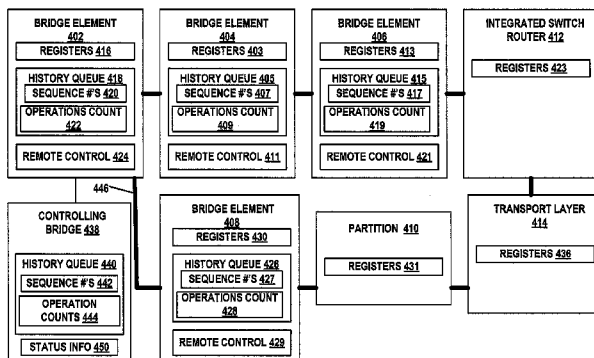 BRIDGE ELEMENT
402
REGISTERS 416
HISTORY QUEUE 418
SEQUENCE #'S 420
OPERATIONS COUNT
422
REMOTE CONTROL 424
BRIDGE ELEMENT
404
REGISTERS 403
HISTORY QUEUE 405
SEQUENCE #'S 407
OPERATIONS COUNT
409
REMOTE CONTROL 411
BRIDGE ELEMENT
406
REGISTERS 413
HISTORY QUEUE 415
SEQUENCE #'S 417
OPERATIONS COUNT
419
REMOTE CONTROL 421
INTEGRATED SWITCH
ROUTER 412
REGISTERS 423
446
CONTROLLING
BRIDGE 438
HISTORY QUEUE 440
SEQUENCE #'S 442
OPERATION
COUNTS 444
STATUS INFO 450
BRIDGE ELEMENT
408
REGISTERS 430
HISTORY QUEUE 426
SEQUENCE #'S 427
OPERATIONS COUNT
428
REMOTE CONTROL 429
PARTITION 410
REGISTERS 431
TRANSPORT LAYER
414
REGISTERS 436